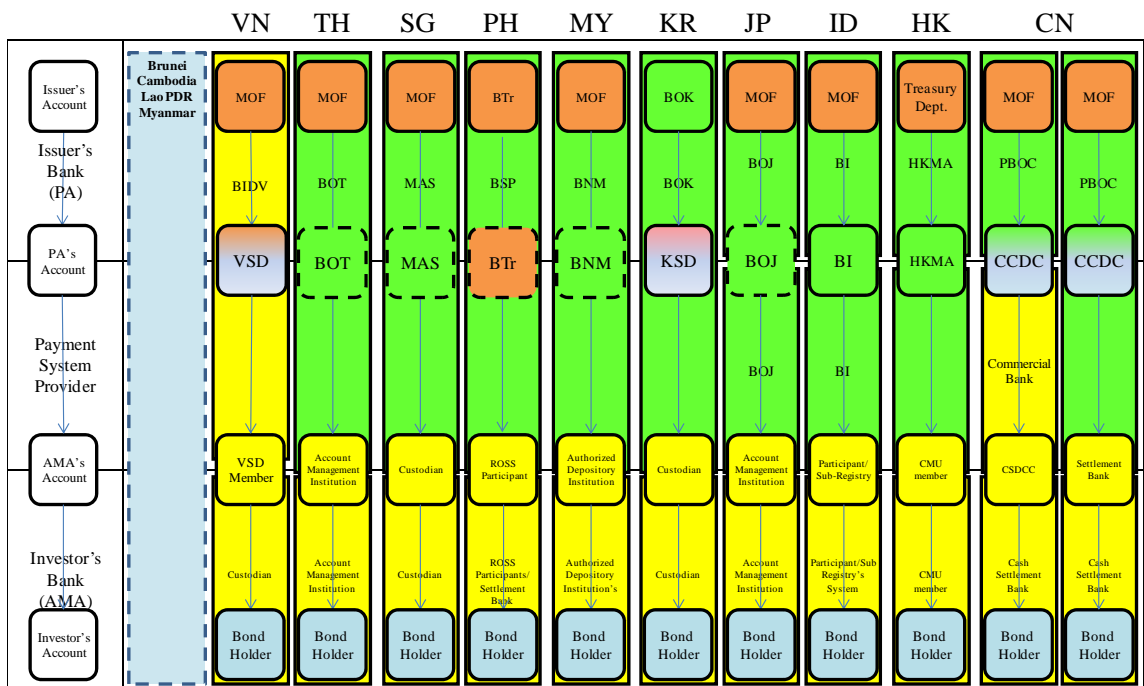 VN TH SG PH MY KR JP ID HK CN
Issuer's
Account
Brunei
Cambodia
Lao PDR
Myanmar
MOF MOF MOF BTr MOF BOK MOF MOF Treasury
Dept. MOF MOF
Issuer's
Bank
(PA)
BIDV BOT MAS BSP BNM BOK BOJ BI HKMA PBOC PBOC
PA's
Account
VSD BOT MAS BTr BNM KSD BOJ BI HKMA CCDC CCDC
Payment
System
Provider
BOJ BI Commercial
Bank
AMA's
Account
VSD
Member
Account
Management
Institution
Custodian
ROSS
Participant
Authorized
Depository
Institution
Custodian
Account
Management
Institution
Participant/
Sub-Registry
CMU
member
CSDCC
Settlement
Bank
Investor's
Bank
(AMA)
Custodian
Account
Management
Institution
Custodian
ROSS
Participants/
Settlement
Bank
Authorized
Depository
Institution's
Custodian
Account
Management
Institution
Participant/Sub
Registry's
System
CMU
member
Cash
Settlement
Bank
Cash
Settlement
Bank
Investor's
Account
Bond
Holder
Bond
Holder
Bond
Holder
Bond
Holder
Bond
Holder
Bond
Holder
Bond
Holder
Bond
Holder
Bond
Holder
Bond
Holder
Bond
Holder